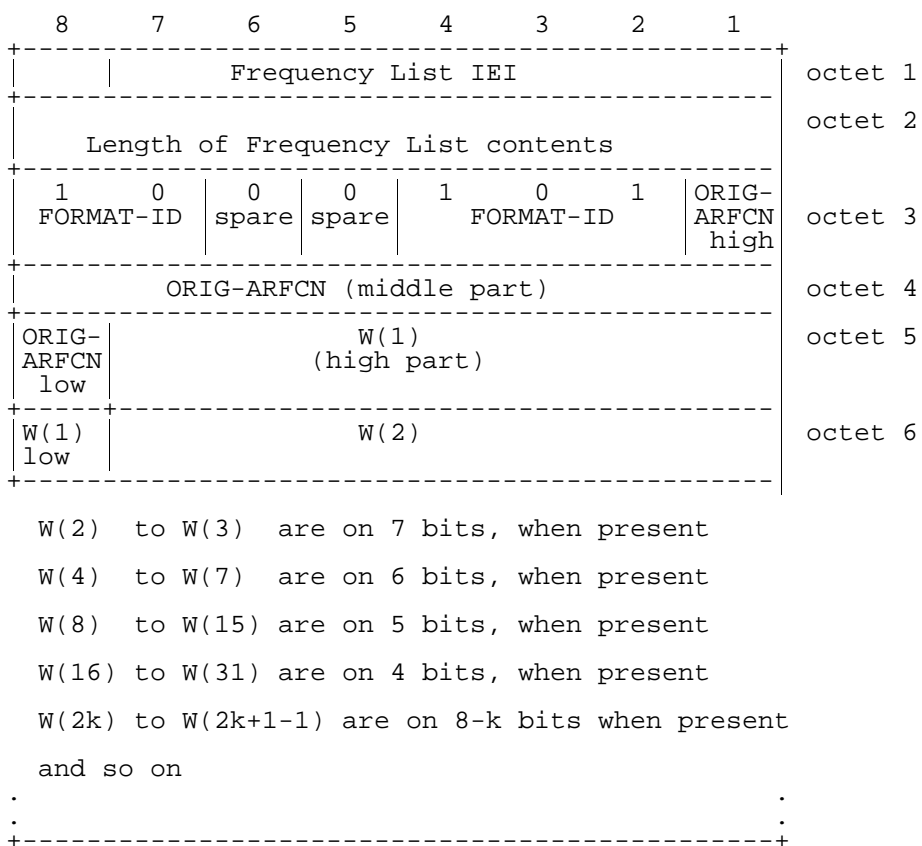 8 7 6 5 4 3 2 1
+-----------------------------------------------+
Frequency List IEI octet 1
+-----------------------------------------------
octet 2
Length of Frequency List contents
+-----------------------------------------------
1 0 0 0 1 0 1 ORIG-
FORMAT-ID spare spare FORMAT-ID ARFCN octet 3
high
+-----------------------------------------------
ORIG-ARFCN (middle part) octet 4
+-----------------------------------------------
ORIG- W(1) octet 5
ARFCN (high part)
low
+-----+-----------------------------------------
W(1) W(2) octet 6
low
+-----------------------------------------------
W(2) to W(3) are on 7 bits, when present
W(4) to W(7) are on 6 bits, when present
W(8) to W(15) are on 5 bits, when present
W(16) to W(31) are on 4 bits, when present
W(2k) to W(2k+1-1) are on 8-k bits when present
and so on
. .
. .
+-----------------------------------------------+